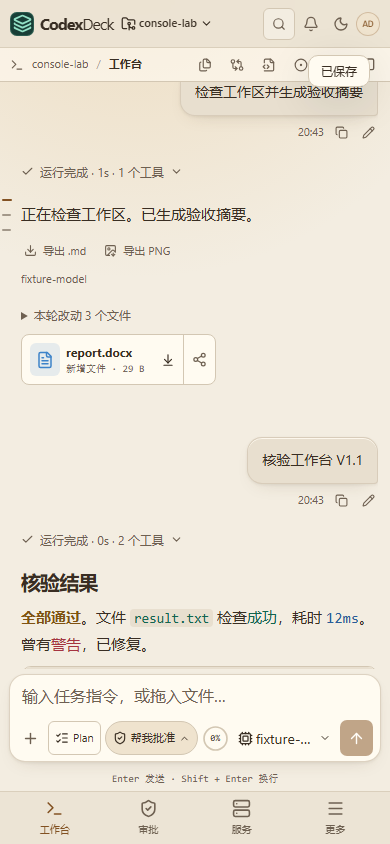 CodexDeck
console-lab
AD
console-lab / 工作台
已保存
检查工作区并生成验收摘要
20:43
运行完成 · 1s · 1 个工具
正在检查工作区。已生成验收摘要。
导出 .md
导出 PNG
fixture-model
本轮改动 3 个文件
report.docx
新增文件 · 29 B
核验工作台 V1.1
20:43
运行完成 · 0s · 2 个工具
核验结果
全部通过。文件 result.txt 检查成功，耗时 12ms。
曾有警告，已修复。
输入任务指令，或拖入文件...
Plan
帮我批准
0%
fixture-...
Enter 发送 · Shift + Enter 换行
工作台
审批
服务
更多